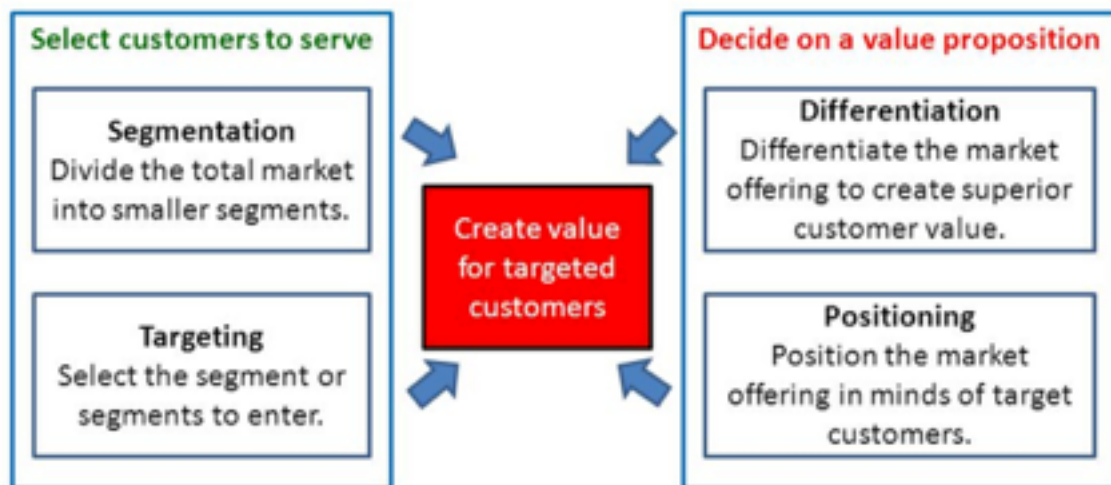 Select customers to serve
Segmentation
Divide the total market
into smaller segments.
Targeting
Select the segment or
segments to enter.
Create value
for targeted
customers
Decide on a value proposition
Differentiation
Differentiate the market
offering to create superior
customer value.
Positioning
Position the market
offering in minds of target
customers.